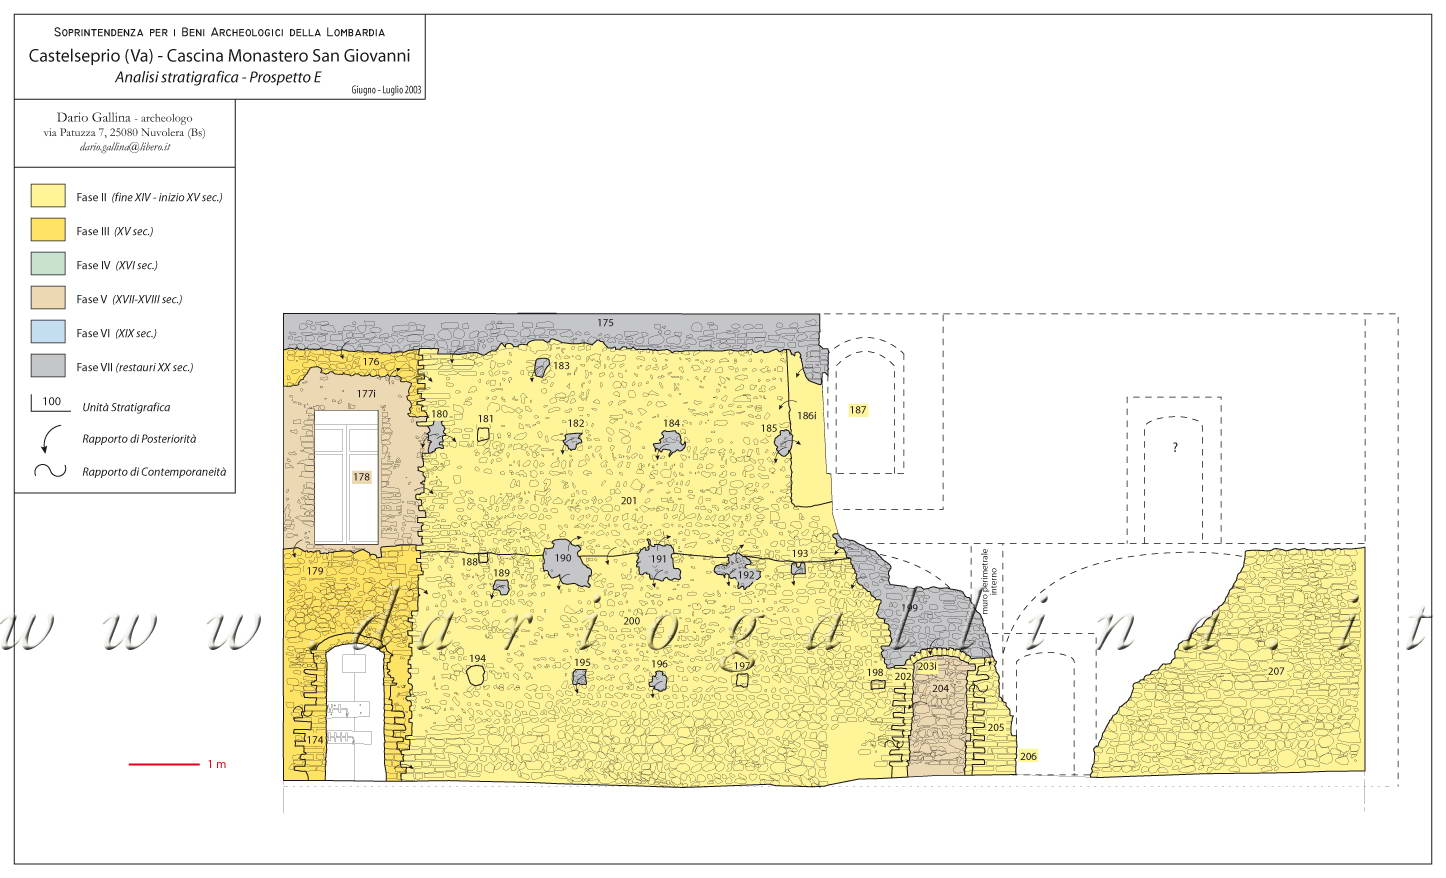 Soprintendenza per i Beni Archeologici della Lombardia
Castelseprio (Va) - Cascina Monastero San Giovanni
Analisi stratigrafica - Prospetto E
Giugno - Luglio 2003
Dario Gallina - archeologo
via Patuzza 7, 25080 Nuvolera (Bs)
dario.gallina@libero.it
Fase II (fine XIV - inizio XV sec.)
Fase III (XV sec.)
Fase IV (XVI sec.)
Fase V (XVII-XVIII sec.)
Fase VI (XIX sec.)
Fase VII (restauri XX sec.)
100 Unità Stratigrafica
Rapporto di Posteriorità
Rapporto di Contemporaneità
175
176
177i
178
179
174
180
181
182
183
184
185
186i
187
?
201
188
189
190
191
192
193
muro perimetrale
interno
199
200
194
195
196
197
198
202
203i
204
205
206
207
www.dariogallina.it
1 m